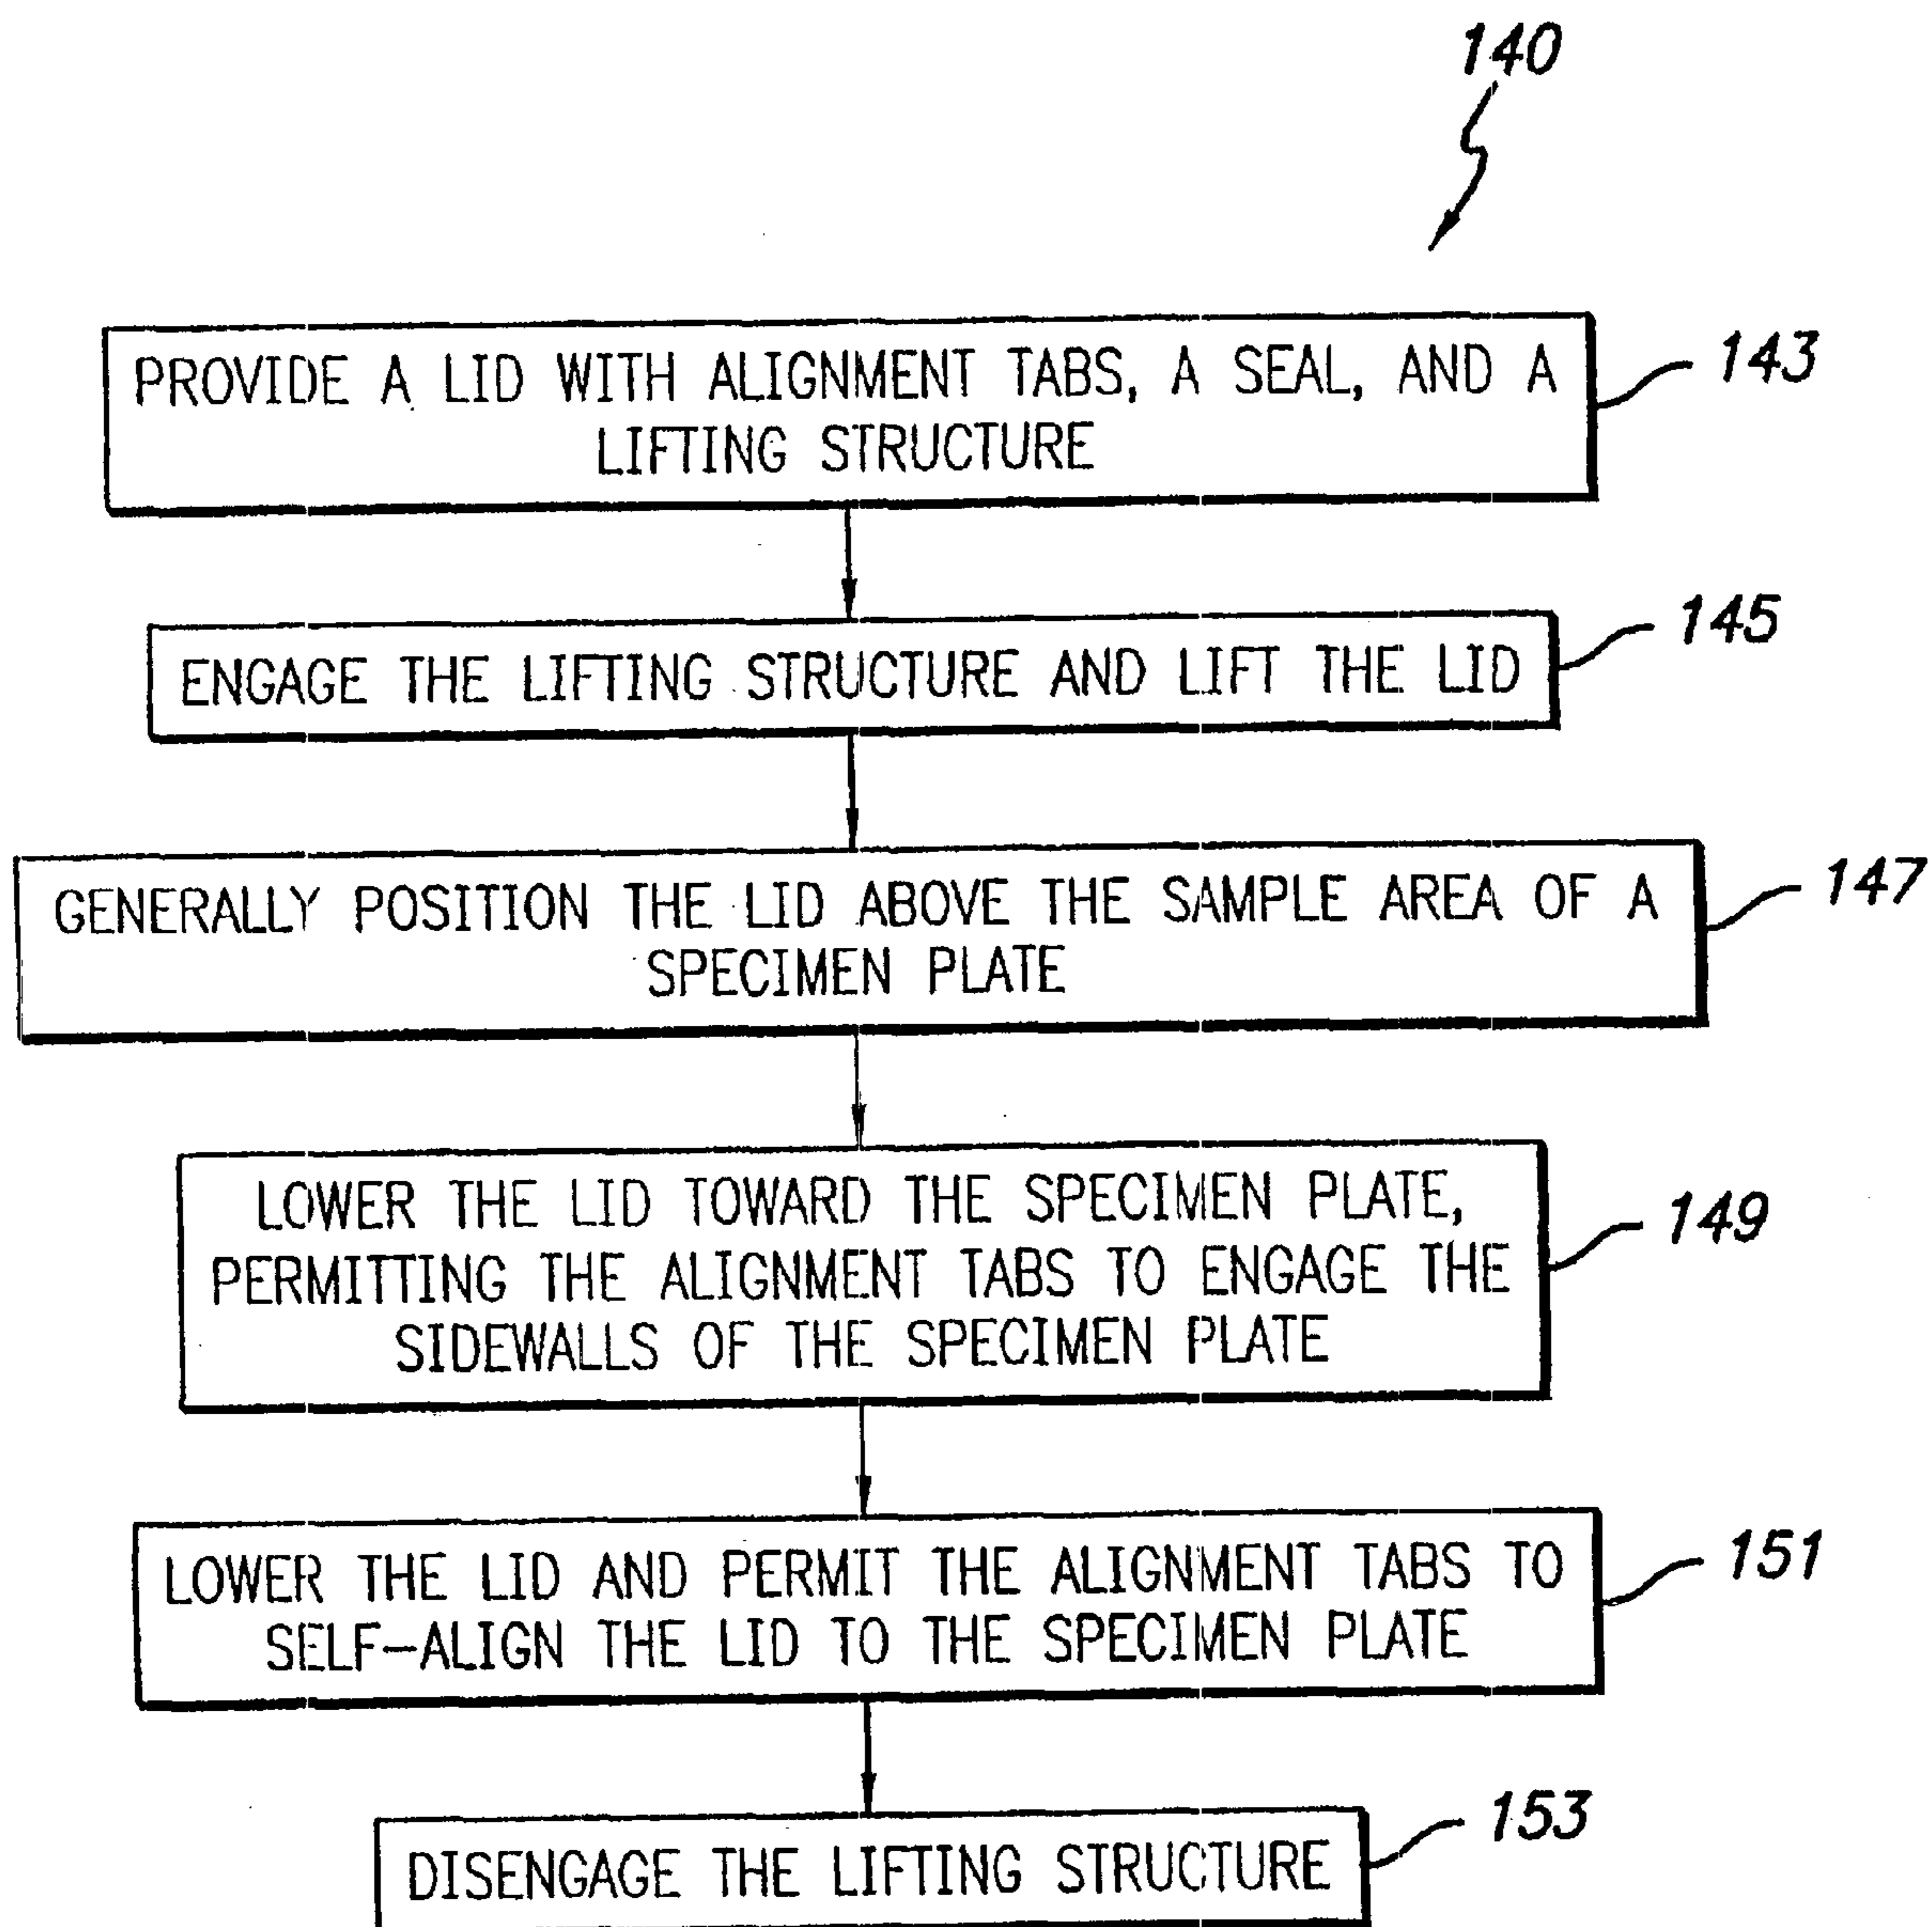 140
PROVIDE A LID WITH ALIGNMENT TABS, A SEAL, AND A
LIFTING STRUCTURE
143
ENGAGE THE LIFTING STRUCTURE AND LIFT THE LID
145
GENERALLY POSITION THE LID ABOVE THE SAMPLE AREA OF A
SPECIMEN PLATE
147
LOWER THE LID TOWARD THE SPECIMEN PLATE,
PERMITTING THE ALIGNMENT TABS TO ENGAGE THE
SIDEWALLS OF THE SPECIMEN PLATE
149
LOWER THE LID AND PERMIT THE ALIGNMENT TABS TO
SELF-ALIGN THE LID TO THE SPECIMEN PLATE
151
DISENGAGE THE LIFTING STRUCTURE
153